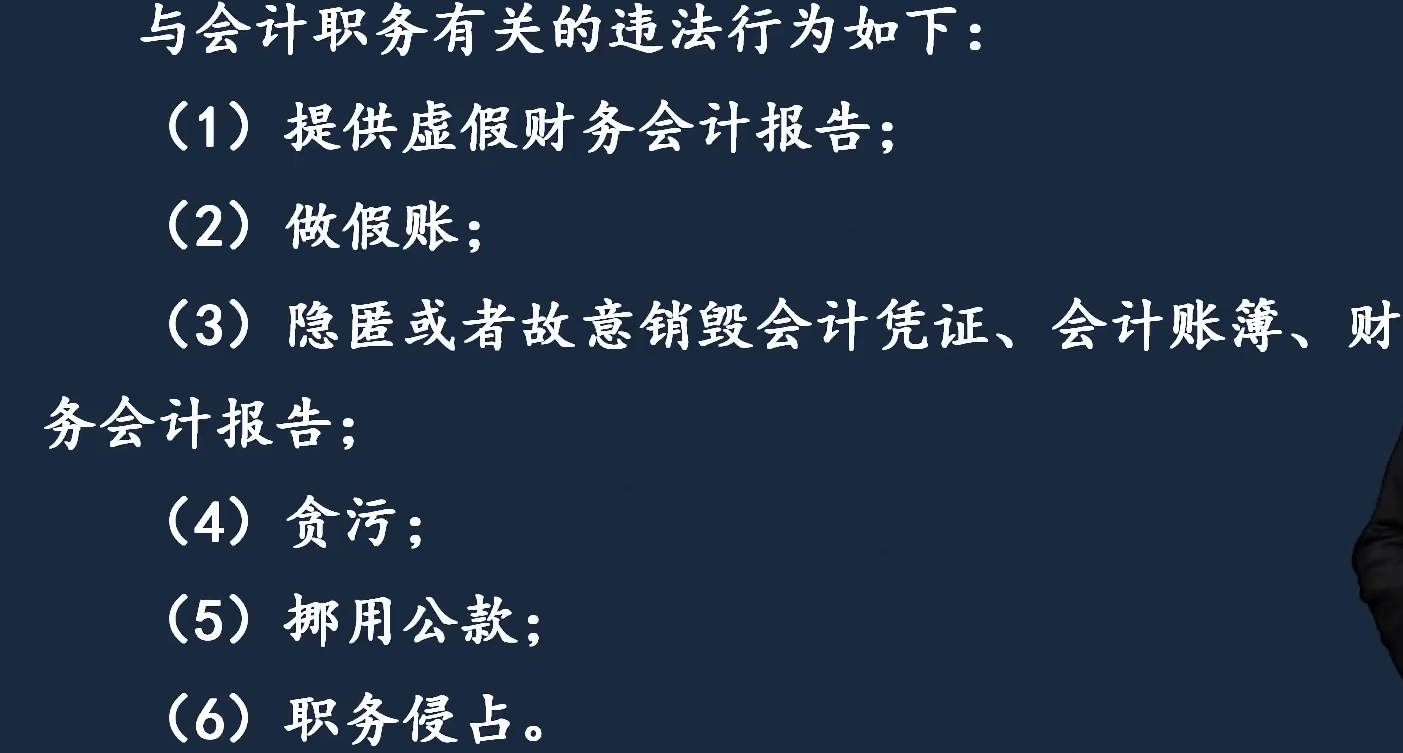 与会计职务有关的违法行为如下：
（1）提供虚假财务会计报告；
（2）做假账；
（3）隐匿或者故意销毁会计凭证、会计账簿、财
务会计报告；
（4）贪污；
（5）挪用公款；
（6）职务侵占。